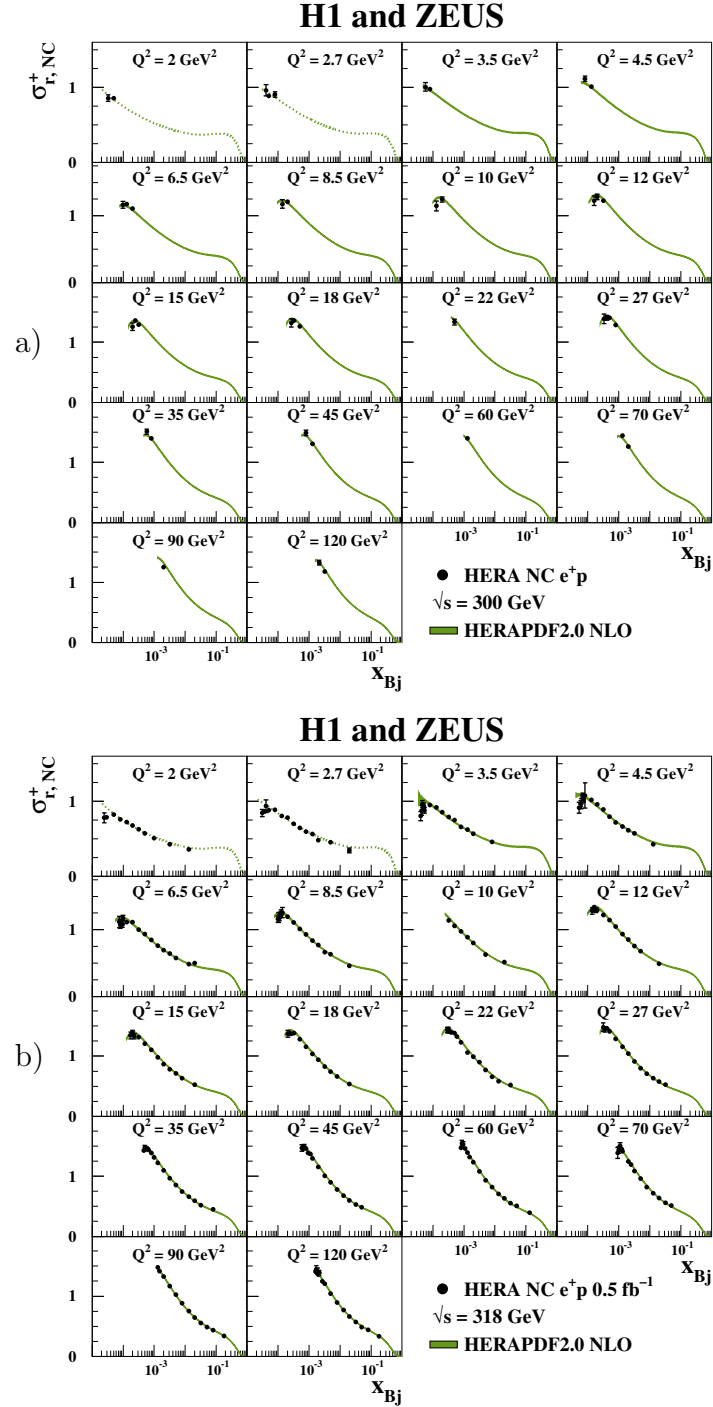 H1 and ZEUS
σ⁺r, NC
Q² = 2 GeV² Q² = 2.7 GeV² Q² = 3.5 GeV² Q² = 4.5 GeV²
1
0
Q² = 6.5 GeV² Q² = 8.5 GeV² Q² = 10 GeV² Q² = 12 GeV²
1
0
a)
Q² = 15 GeV² Q² = 18 GeV² Q² = 22 GeV² Q² = 27 GeV²
1
0
Q² = 35 GeV² Q² = 45 GeV² Q² = 60 GeV² Q² = 70 GeV²
1
0
Q² = 90 GeV² Q² = 120 GeV²
10⁻³ 10⁻¹ 10⁻³ 10⁻¹
xBj
1
0
HERA NC e⁺p
√s = 300 GeV
HERAPDF2.0 NLO
10⁻³ 10⁻¹ 10⁻³ 10⁻¹
xBj
H1 and ZEUS
σ⁺r, NC
Q² = 2 GeV² Q² = 2.7 GeV² Q² = 3.5 GeV² Q² = 4.5 GeV²
1
0
Q² = 6.5 GeV² Q² = 8.5 GeV² Q² = 10 GeV² Q² = 12 GeV²
1
0
b)
Q² = 15 GeV² Q² = 18 GeV² Q² = 22 GeV² Q² = 27 GeV²
1
0
Q² = 35 GeV² Q² = 45 GeV² Q² = 60 GeV² Q² = 70 GeV²
1
0
Q² = 90 GeV² Q² = 120 GeV²
10⁻³ 10⁻¹ 10⁻³ 10⁻¹
xBj
1
0
HERA NC e⁺p 0.5 fb⁻¹
√s = 318 GeV
HERAPDF2.0 NLO
10⁻³ 10⁻¹ 10⁻³ 10⁻¹
xBj